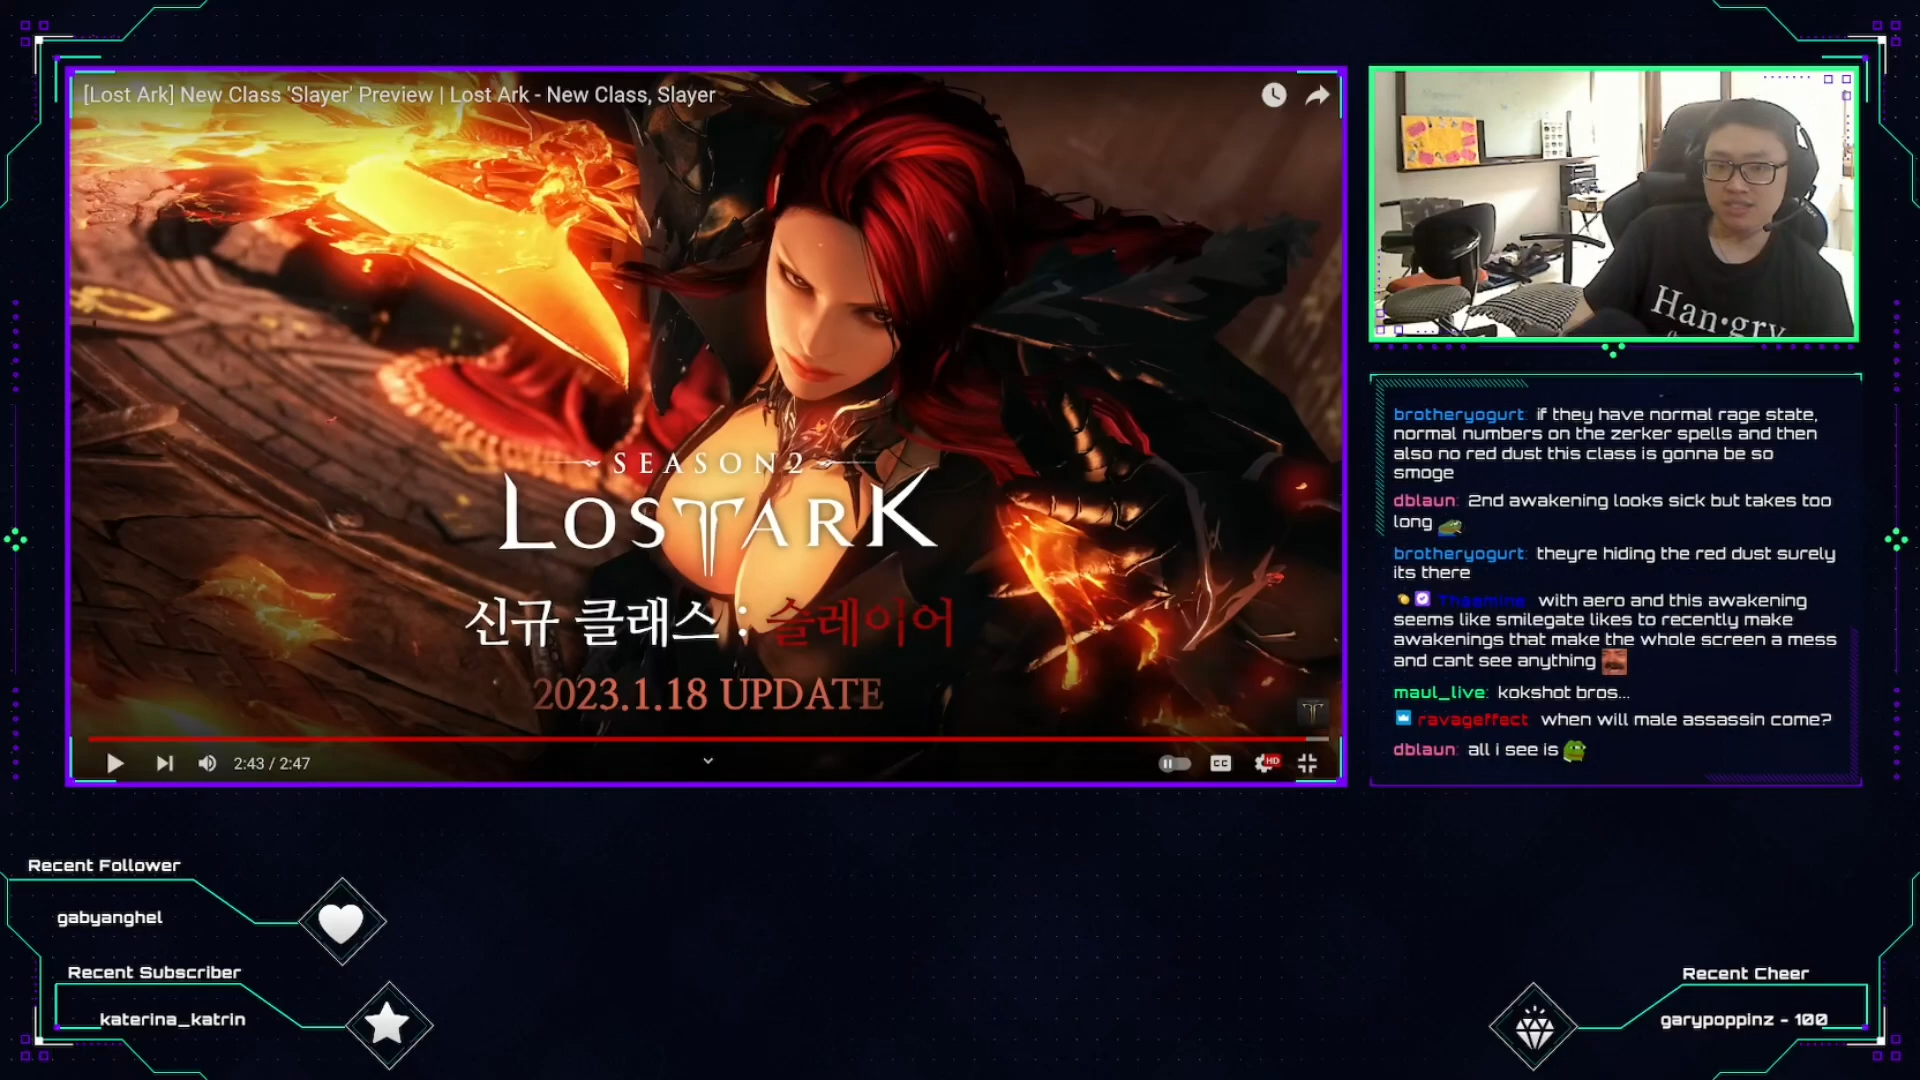 [Lost Ark] New Class 'Slayer' Preview | Lost Ark - New Class, Slayer
SEASON 2
LOST ARK
신규 클래스 : 슬레이어
2023.1.18 UPDATE
2:43 / 2:47
CC
HD
Han·gry
brotheryogurt: if they have normal rage state,
normal numbers on the zerker spells and then
also no red dust this class is gonna be so
smoge
dblaun: 2nd awakening looks sick but takes too
long
brotheryogurt: theyre hiding the red dust surely
its there
with aero and this awakening
seems like smilegate likes to recently make
awakenings that make the whole screen a mess
and cant see anything
maul_live: kokshot bros...
ravageffect when will male assassin come?
dblaun: all i see is
Recent Follower
gabyanghel
Recent Subscriber
katerina_katrin
Recent Cheer
garypoppinz - 100